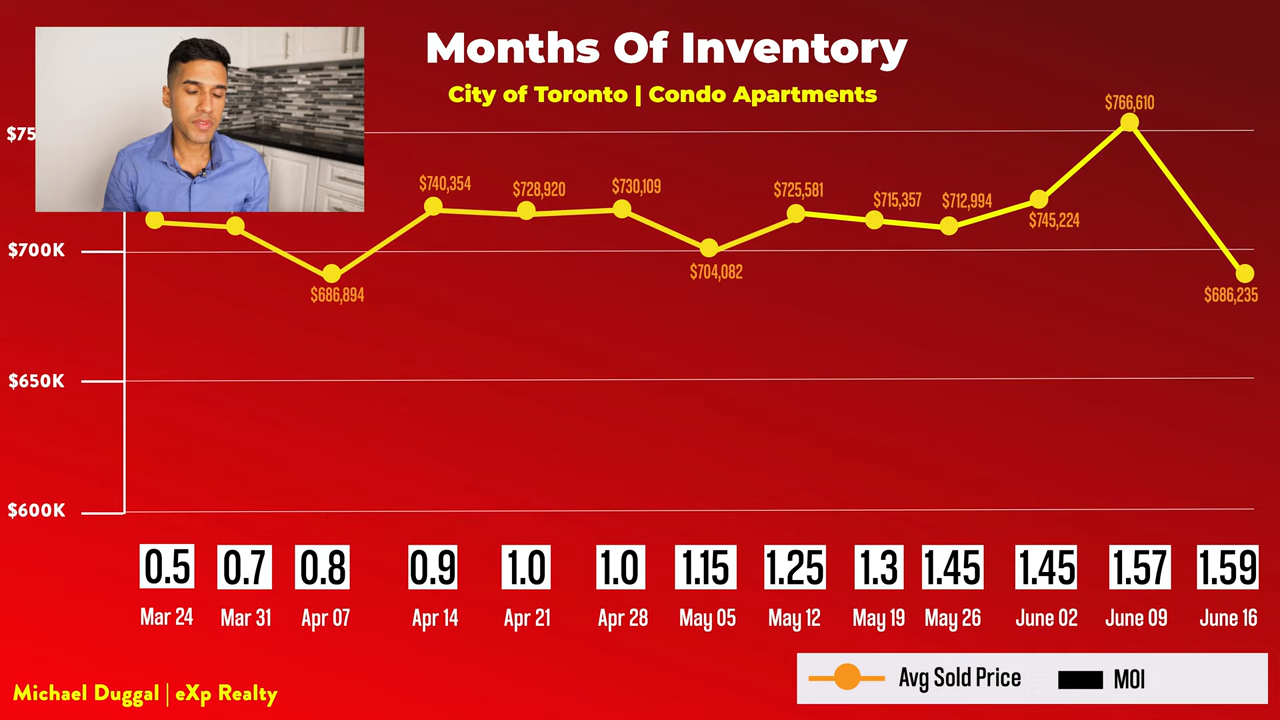 Months Of Inventory
City of Toronto | Condo Apartments
$766,610
$75
$740,354
$728,920
$730,109
$725,581
$715,357
$712,994
$745,224
$700K
$704,082
$686,894
$686,235
$650K
$600K
0.5 0.7 0.8 0.9 1.0 1.0 1.15 1.25 1.3 1.45 1.45 1.57 1.59
Mar 24 Mar 31 Apr 07 Apr 14 Apr 21 Apr 28 May 05 May 12 May 19 May 26 June 02 June 09 June 16
Avg Sold Price MOI
Michael Duggal | eXp Realty